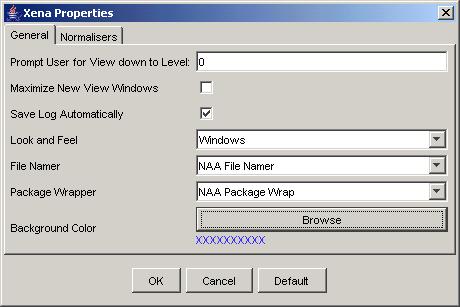 Xena Properties
General Normalisers
Prompt User for View down to Level: 0
Maximize New View Windows
Save Log Automatically
Look and Feel Windows
File Namer NAA File Namer
Package Wrapper NAA Package Wrap
Background Color Browse
XXXXXXXXXX
OK Cancel Default